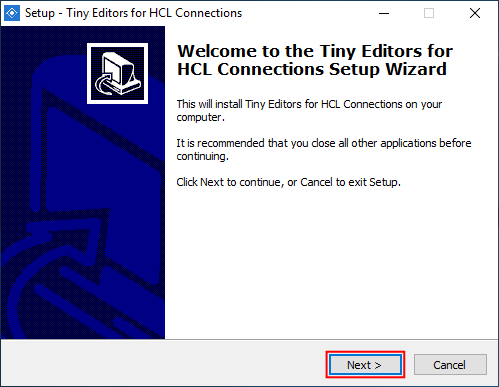 Setup - Tiny Editors for HCL Connections
Welcome to the Tiny Editors for
HCL Connections Setup Wizard
This will install Tiny Editors for HCL Connections on your
computer.
It is recommended that you close all other applications before
continuing.
Click Next to continue, or Cancel to exit Setup.
Next >
Cancel